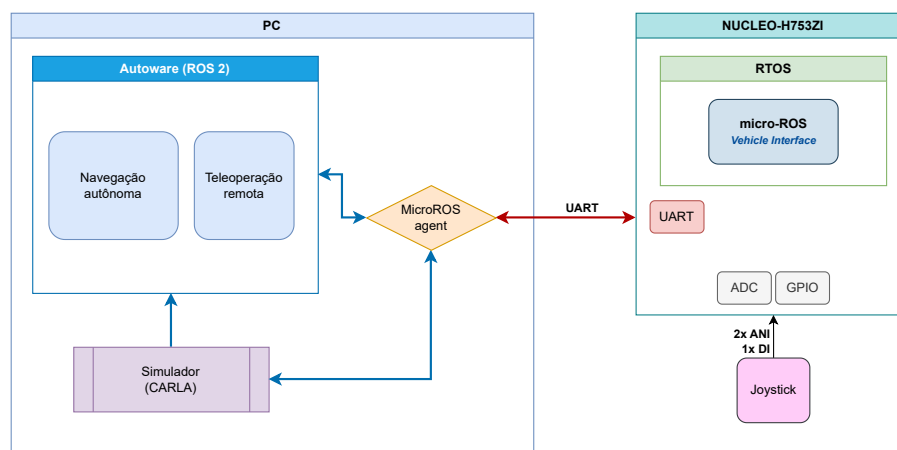 PC
Autoware (ROS 2)
Navegação
autônoma
Teleoperação
remota
MicroROS
agent
Simulador
(CARLA)
UART
NUCLEO-H753ZI
RTOS
micro-ROS
Vehicle Interface
UART
ADC
GPIO
2x ANI
1x DI
Joystick